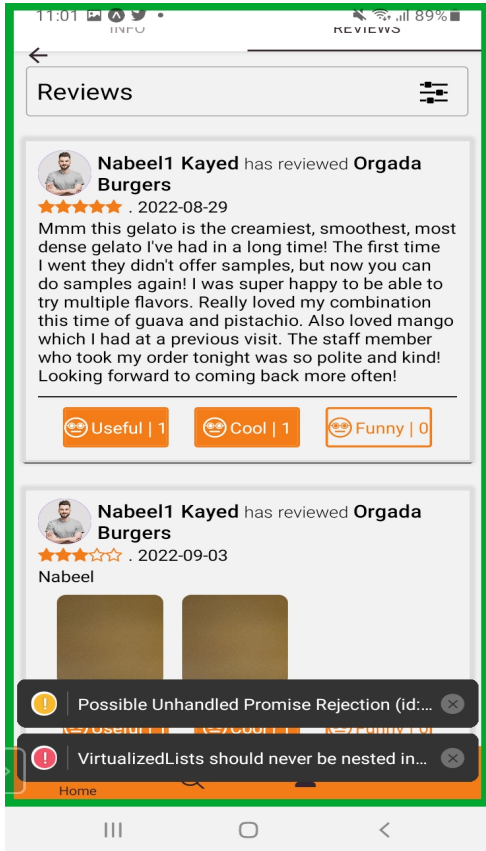 11:01 89%
INFO REVIEWS
Reviews
Nabeel1 Kayed has reviewed Orgada
Burgers
. 2022-08-29
Mmm this gelato is the creamiest, smoothest, most
dense gelato I've had in a long time! The first time
I went they didn't offer samples, but now you can
do samples again! I was super happy to be able to
try multiple flavors. Really loved my combination
this time of guava and pistachio. Also loved mango
which I had at a previous visit. The staff member
who took my order tonight was so polite and kind!
Looking forward to coming back more often!
Useful | 1 Cool | 1 Funny | 0
Nabeel1 Kayed has reviewed Orgada
Burgers
. 2022-09-03
Nabeel
Possible Unhandled Promise Rejection (id:...
Useful | 1 Cool | 1 Funny | 0
VirtualizedLists should never be nested in...
Home